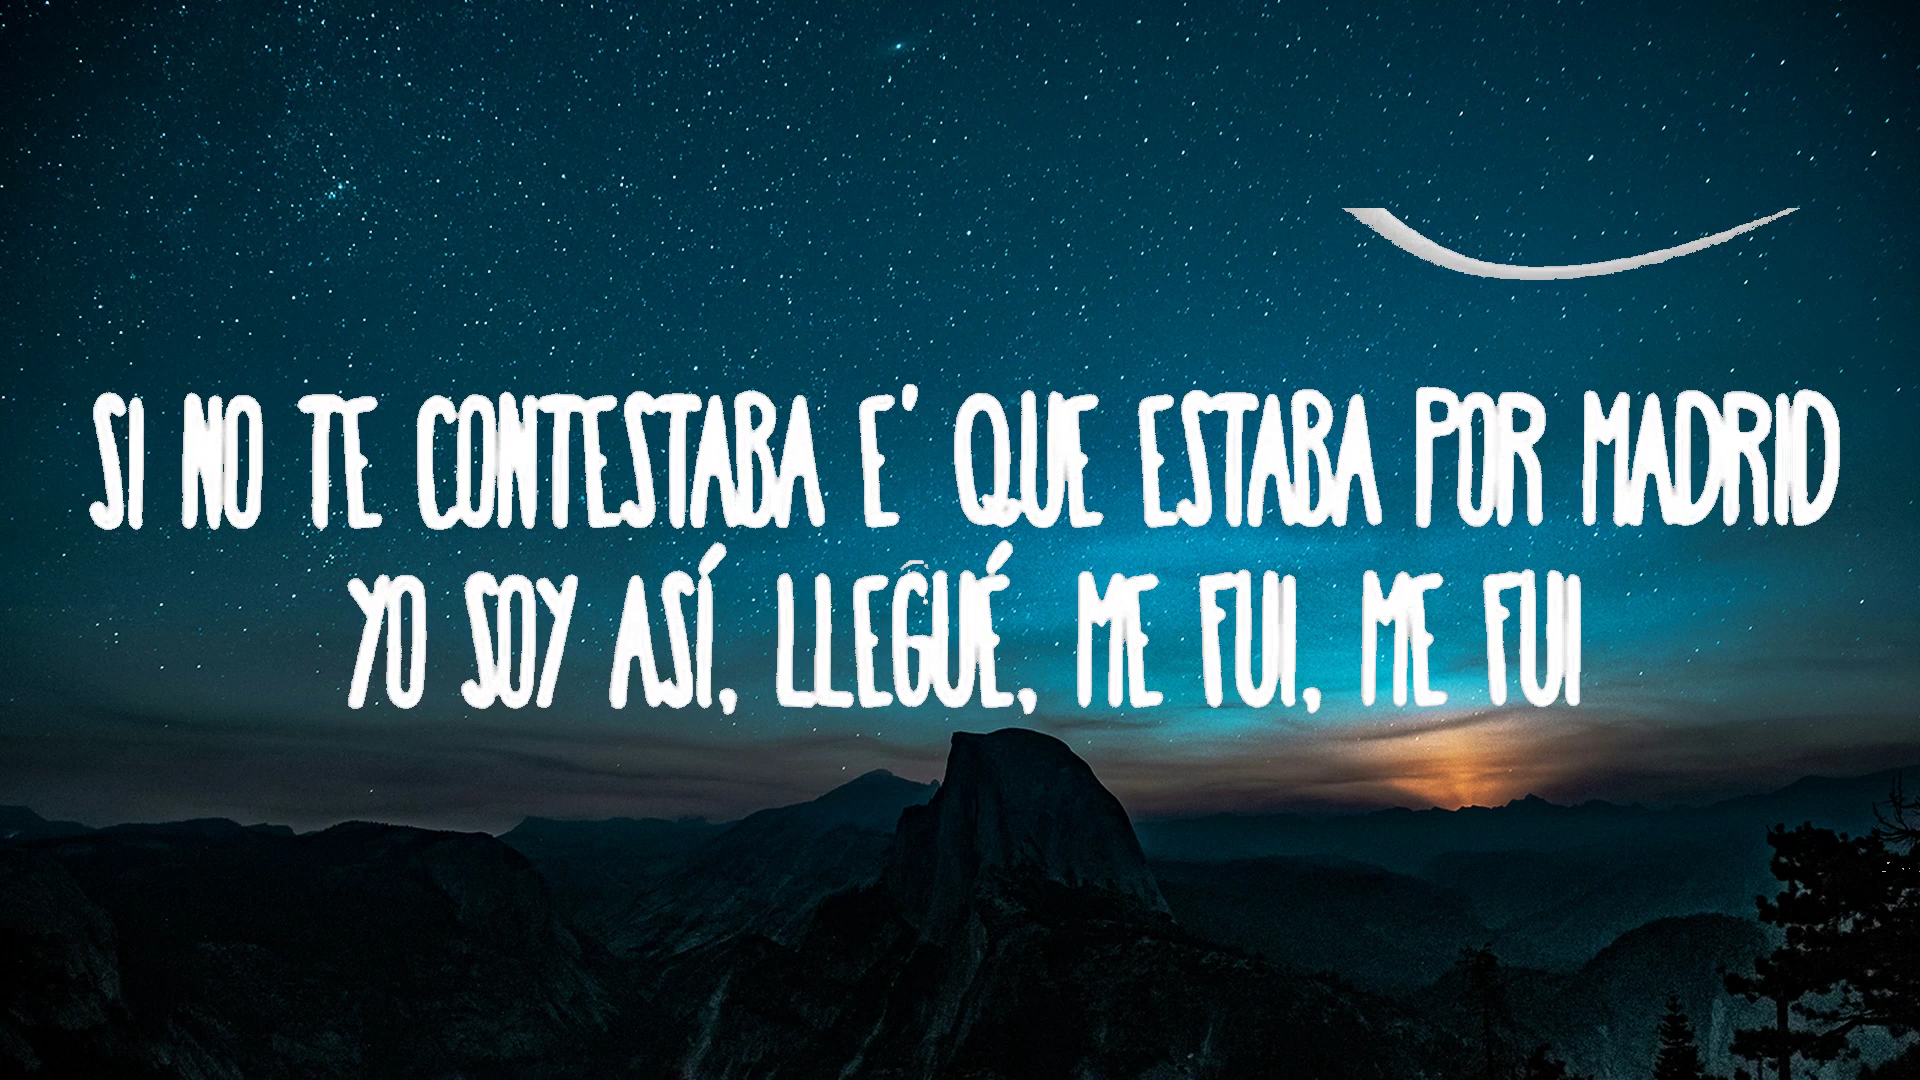 SI NO TE CONTESTABA E' QUE ESTABA POR MADRID
YO SOY ASÍ, LLEGUÉ, ME FUI, ME FUI